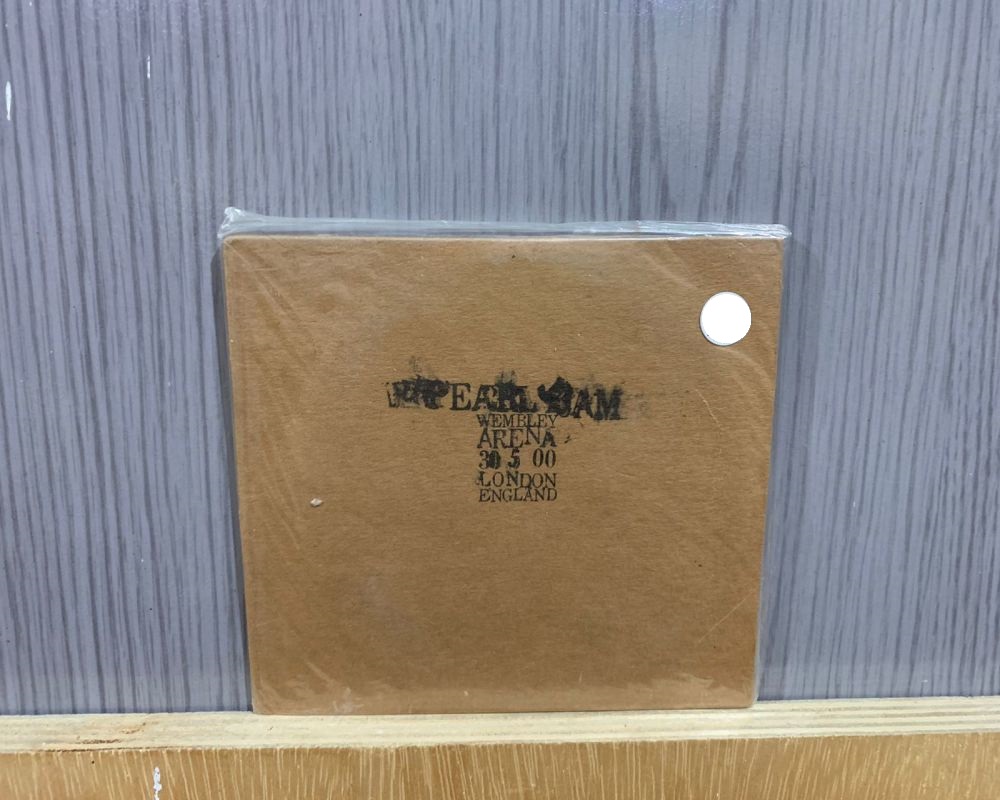 PEARL JAM
WEMBLEY
ARENA
30 5 00
LONDON
ENGLAND